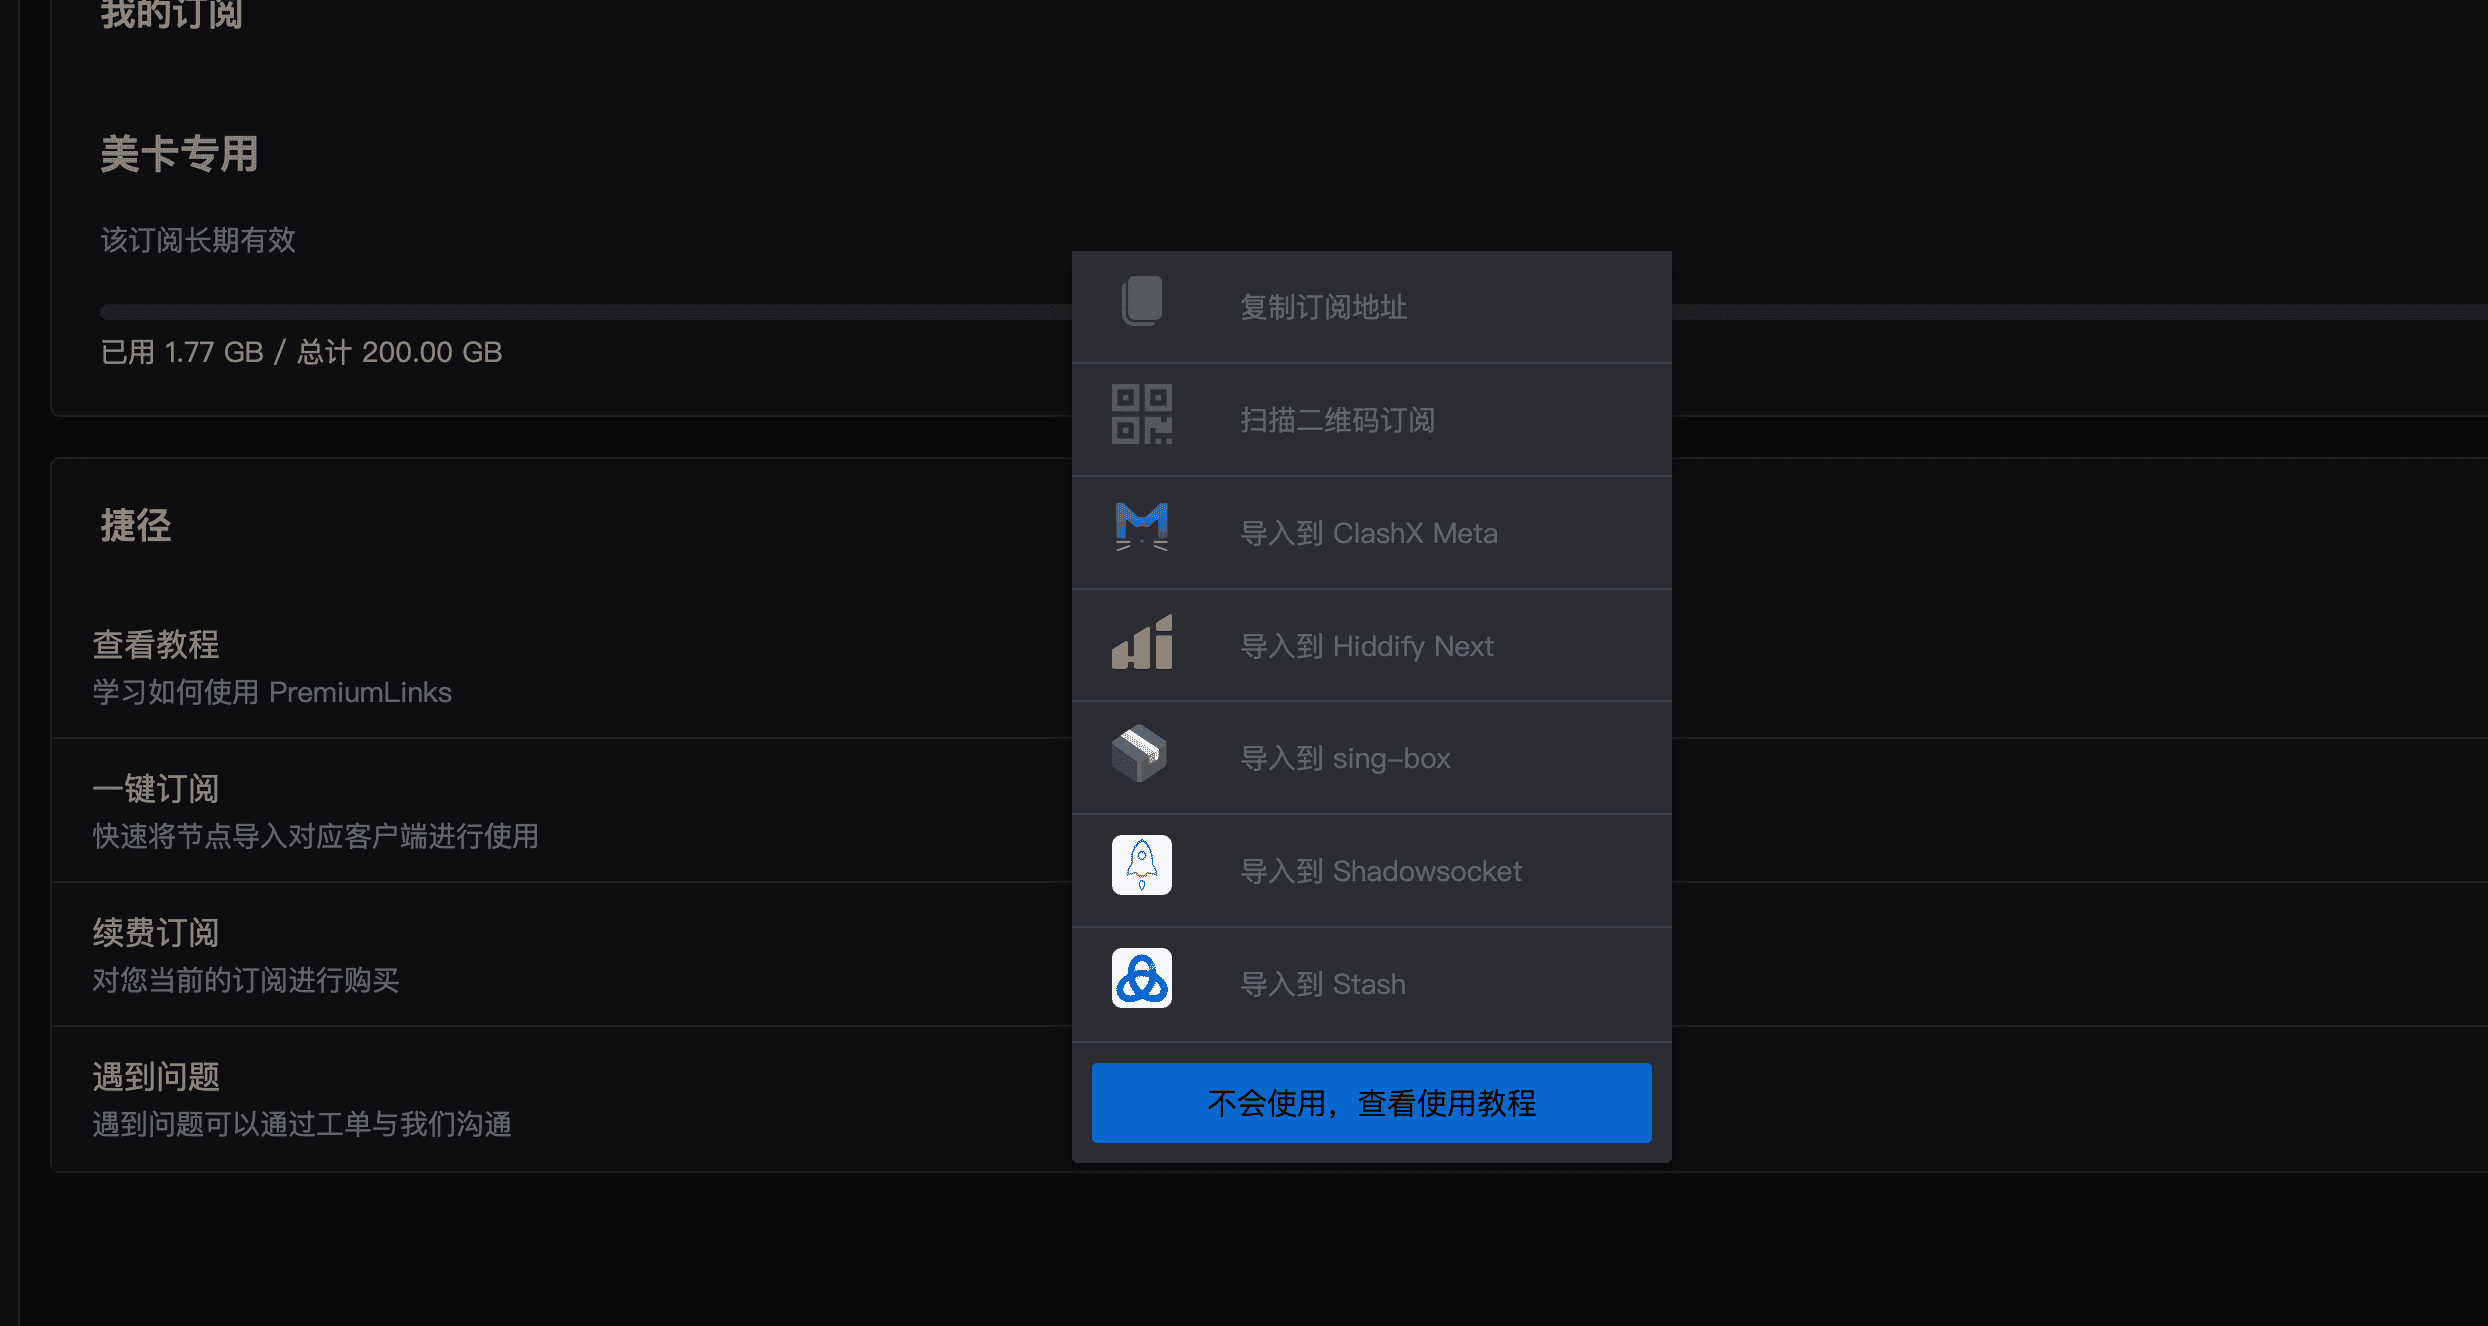 我的订阅
美卡专用
该订阅长期有效
已用 1.77 GB / 总计 200.00 GB
捷径
查看教程
学习如何使用 PremiumLinks
一键订阅
快速将节点导入对应客户端进行使用
续费订阅
对您当前的订阅进行购买
遇到问题
遇到问题可以通过工单与我们沟通
复制订阅地址
扫描二维码订阅
导入到 ClashX Meta
导入到 Hiddify Next
导入到 sing-box
导入到 Shadowsocket
导入到 Stash
不会使用，查看使用教程